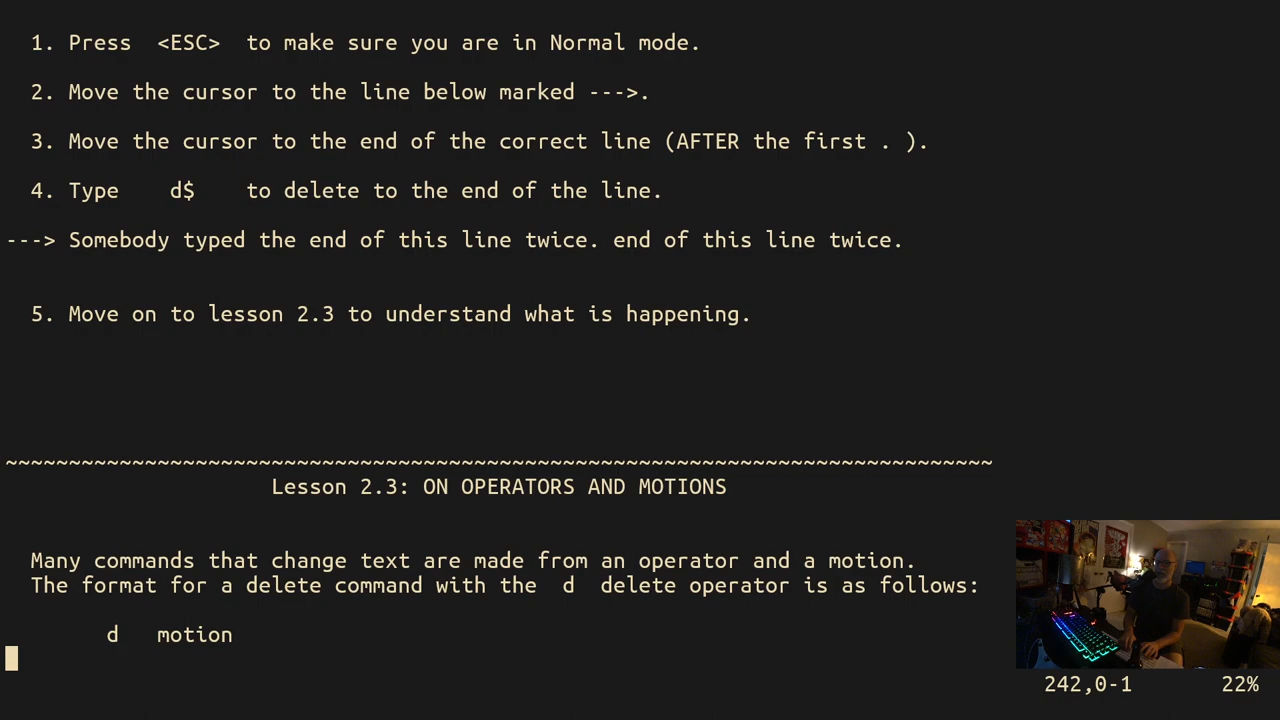 1. Press  <ESC>  to make sure you are in Normal mode.
2. Move the cursor to the line below marked --->.
3. Move the cursor to the end of the correct line (AFTER the first . ).
4. Type    d$    to delete to the end of the line.
---> Somebody typed the end of this line twice. end of this line twice.
5. Move on to lesson 2.3 to understand what is happening.
~~~~~~~~~~~~~~~~~~~~~~~~~~~~~~~~~~~~~~~~~~~~~~~~~~~~~~~~~~~~~~~~~~~~~~~~~~~~~~
Lesson 2.3: ON OPERATORS AND MOTIONS
Many commands that change text are made from an operator and a motion.
The format for a delete command with the  d  delete operator is as follows:
d   motion
242,0-1       22%